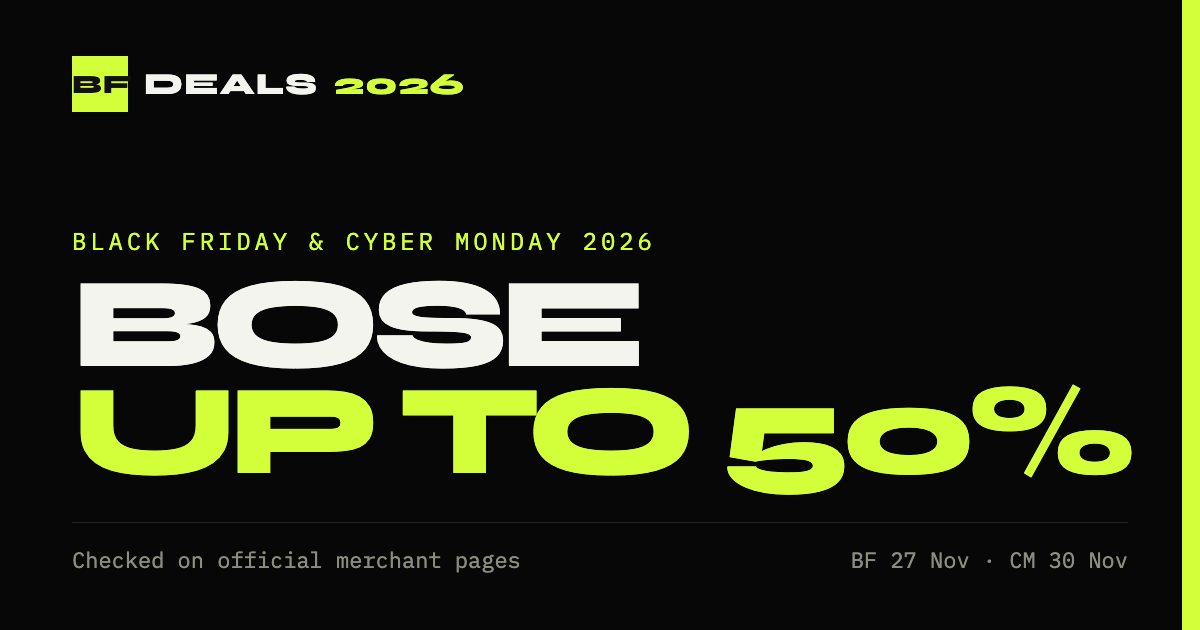 BF DEALS 2026
BLACK FRIDAY & CYBER MONDAY 2026
BOSE
UP TO 50%
Checked on official merchant pages
BF 27 Nov · CM 30 Nov